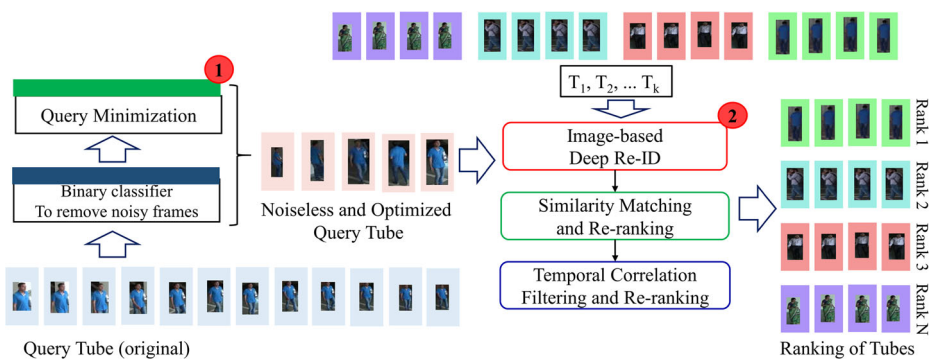 1
Query Minimization
Binary classifier
To remove noisy frames
Query Tube (original)
Noiseless and Optimized
Query Tube
T1, T2, ... Tk
2
Image-based
Deep Re-ID
Similarity Matching
and Re-ranking
Temporal Correlation
Filtering and Re-ranking
Rank 1
Rank 2
Rank 3
Rank N
Ranking of Tubes